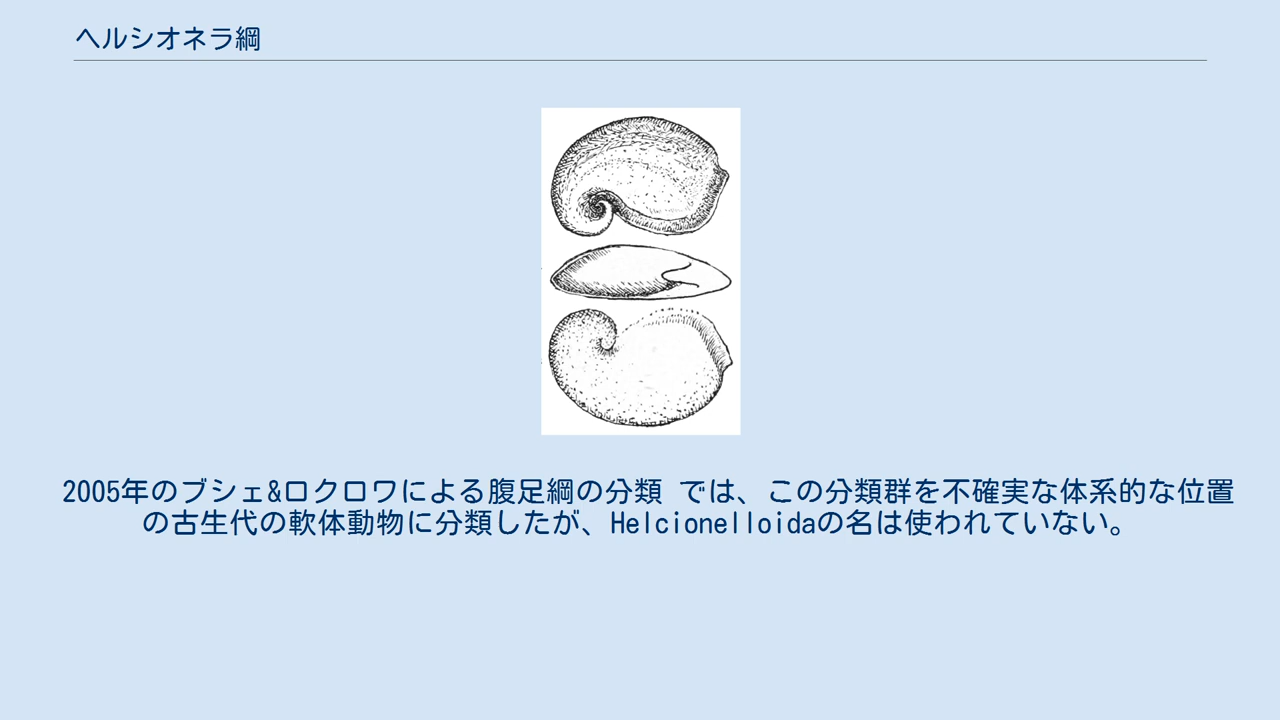 ヘルシオネラ綱
2005年のブシェ&ロクロワによる腹足綱の分類 では、この分類群を不確実な体系的な位置
の古生代の軟体動物に分類したが、Helcionelloidaの名は使われていない。